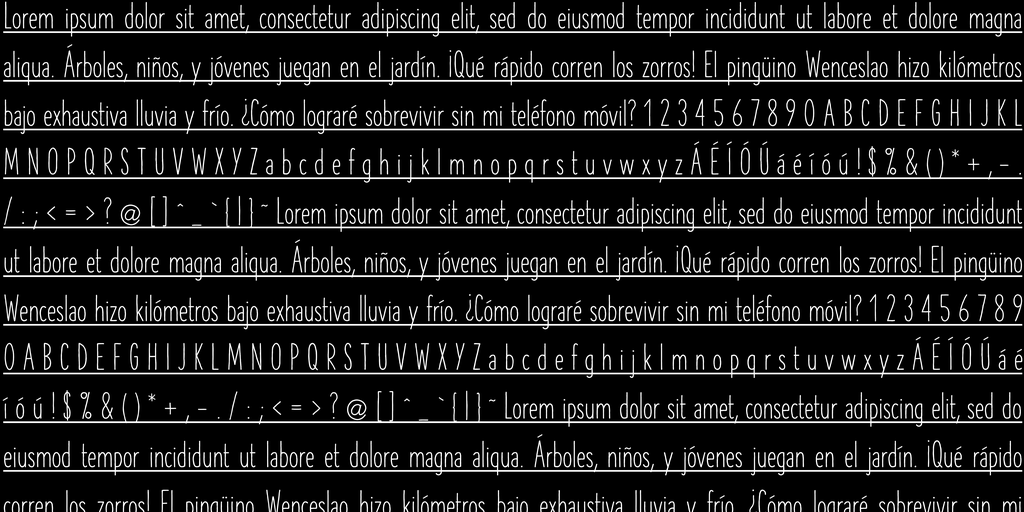 Lorem ipsum dolor sit amet, consectetur adipiscing elit, sed do eiusmod tempor incididunt ut labore et dolore magna
aliqua. Árboles, niños, y jóvenes juegan en el jardín. ¡Qué rápido corren los zorros! El pingüino Wenceslao hizo kilómetros
bajo exhaustiva lluvia y frío. ¿Cómo lograré sobrevivir sin mi teléfono móvil? 1 2 3 4 5 6 7 8 9 0 A B C D E F G H I J K L
M N O P Q R S T U V W X Y Z a b c d e f g h i j k l m n o p q r s t u v w x y z Á É Í Ó Ú á é í ó ú ! $ % & ( ) * + , - .
/ : ; < = > ? @ [ ] ^ _ ` { | } ~ Lorem ipsum dolor sit amet, consectetur adipiscing elit, sed do eiusmod tempor incididunt
ut labore et dolore magna aliqua. Árboles, niños, y jóvenes juegan en el jardín. ¡Qué rápido corren los zorros! El pingüino
Wenceslao hizo kilómetros bajo exhaustiva lluvia y frío. ¿Cómo lograré sobrevivir sin mi teléfono móvil? 1 2 3 4 5 6 7 8 9
0 A B C D E F G H I J K L M N O P Q R S T U V W X Y Z a b c d e f g h i j k l m n o p q r s t u v w x y z Á É Í Ó Ú á é
í ó ú ! $ % & ( ) * + , - . / : ; < = > ? @ [ ] ^ _ ` { | } ~ Lorem ipsum dolor sit amet, consectetur adipiscing elit, sed do
eiusmod tempor incididunt ut labore et dolore magna aliqua. Árboles, niños, y jóvenes juegan en el jardín. ¡Qué rápido
corren los zorros! El pingüino Wenceslao hizo kilómetros bajo exhaustiva lluvia y frío. ¿Cómo lograré sobrevivir sin mi